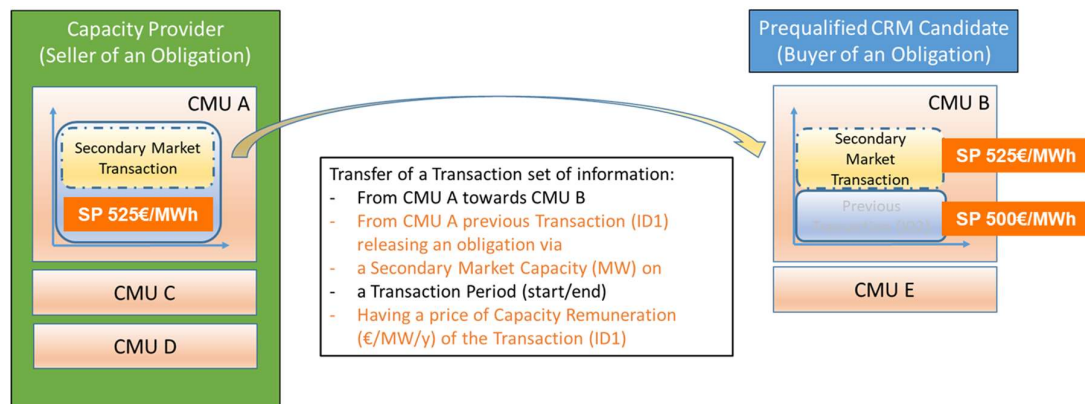 Capacity Provider
(Seller of an Obligation)
CMU A
Secondary Market
Transaction
SP 525€/MWh
CMU C
CMU D
Transfer of a Transaction set of information:
- From CMU A towards CMU B
- From CMU A previous Transaction (ID1)
releasing an obligation via
- a Secondary Market Capacity (MW) on
- a Transaction Period (start/end)
- Having a price of Capacity Remuneration
(€/MW/y) of the Transaction (ID1)
Prequalified CRM Candidate
(Buyer of an Obligation)
CMU B
Secondary
Market
Transaction
SP 525€/MWh
Previous
SP 500€/MWh
CMU E